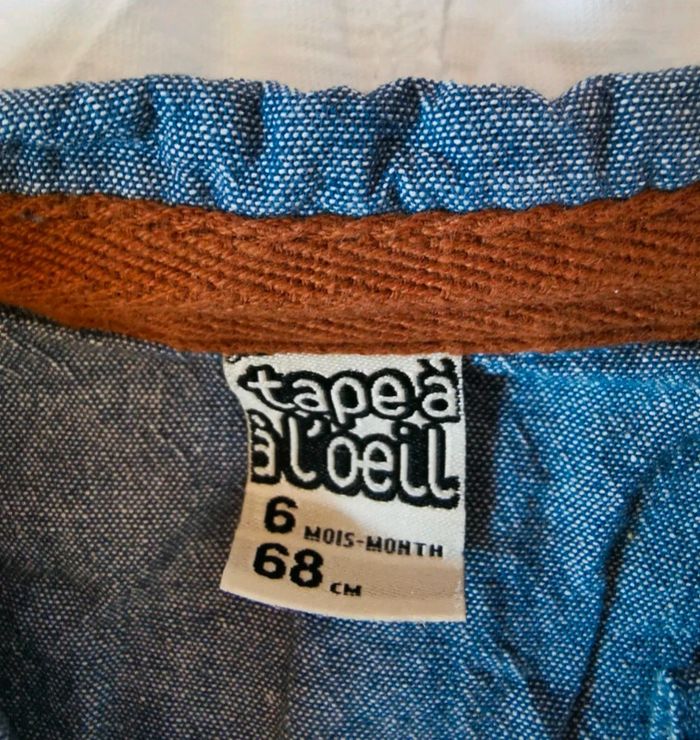 tape à
à l'oeil
6 MOIS-MONTH
68 CM